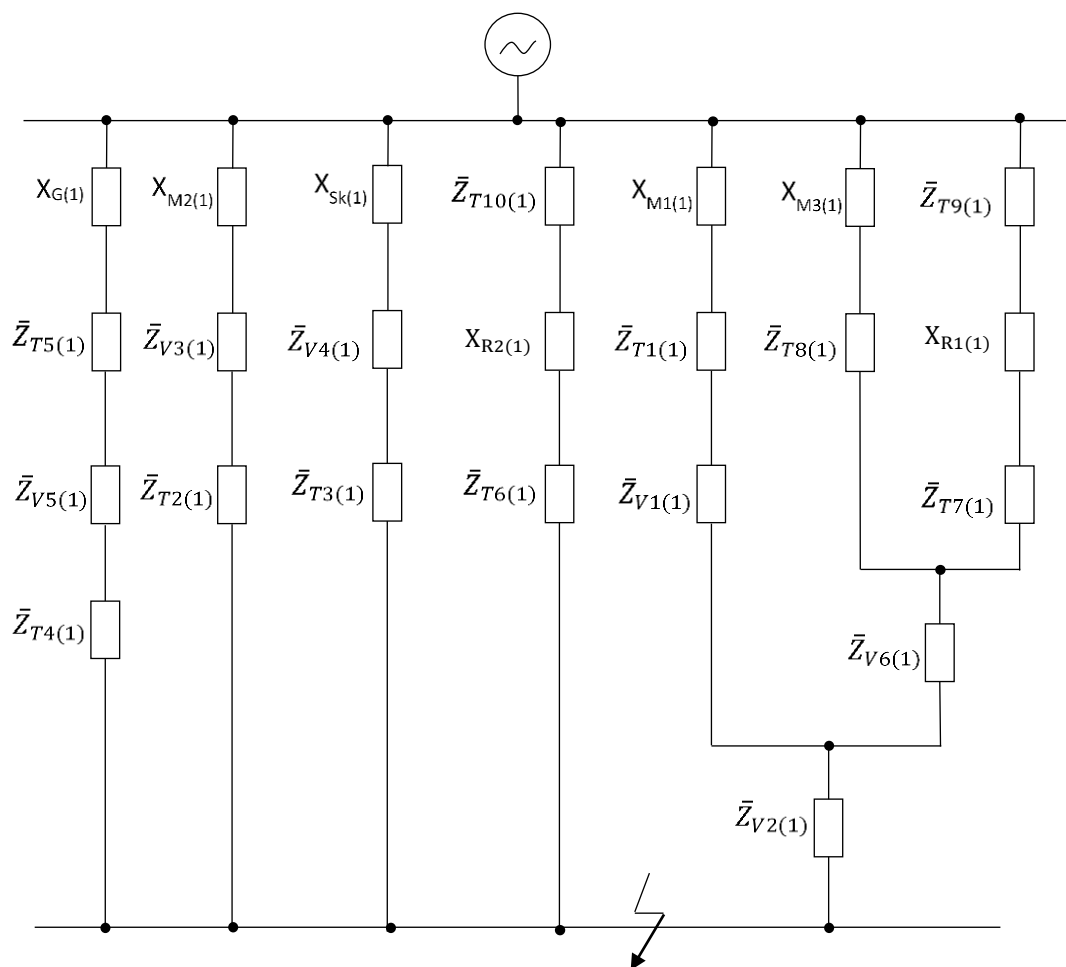 X_G(1) X_M2(1) X_Sk(1) Z̄_T10(1) X_M1(1) X_M3(1) Z̄_T9(1)
Z̄_T5(1) Z̄_V3(1) Z̄_V4(1) X_R2(1) Z̄_T1(1) Z̄_T8(1) X_R1(1)
Z̄_V5(1) Z̄_T2(1) Z̄_T3(1) Z̄_T6(1) Z̄_V1(1) Z̄_T7(1)
Z̄_T4(1) Z̄_V6(1)
Z̄_V2(1)